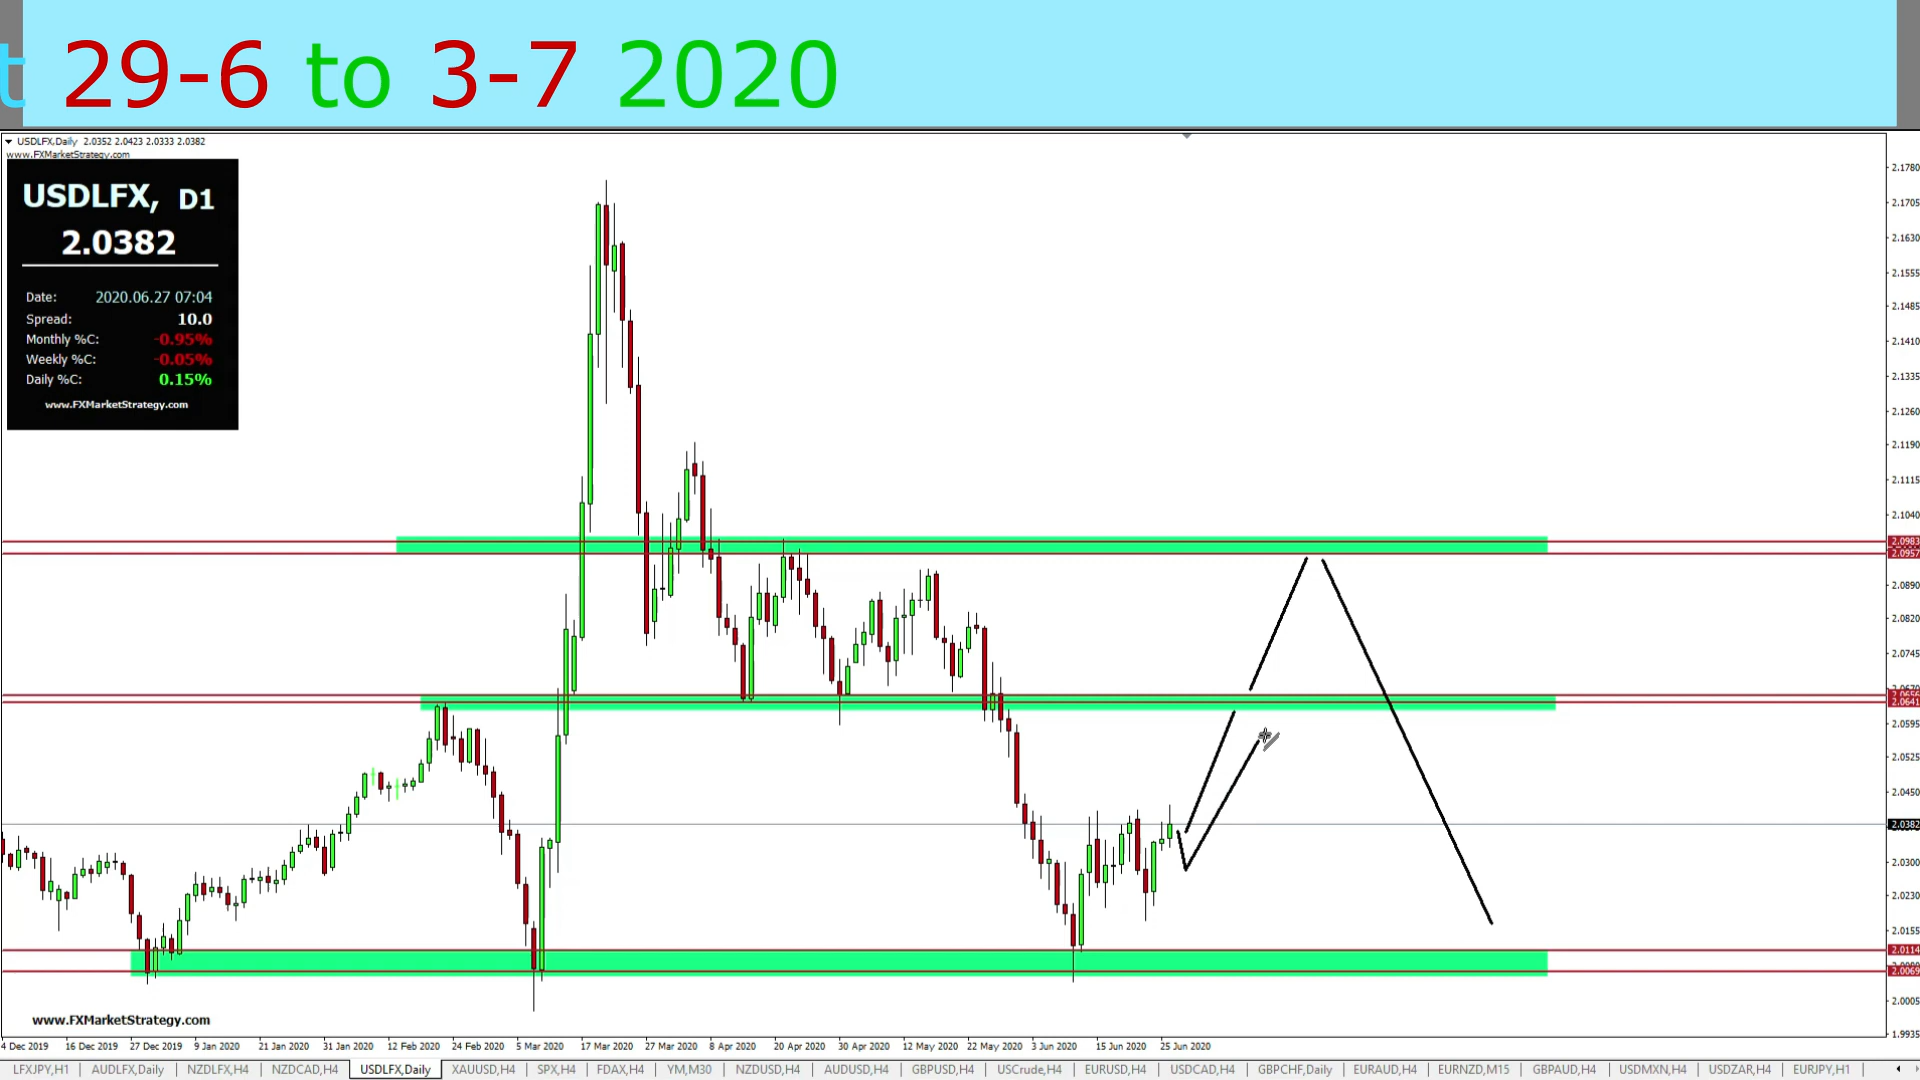 t 29-6 to 3-7 2020
USDLFX,Daily 2.0352 2.0423 2.0333 2.0382
www.FXMarketStrategy.com
USDLFX, D1
2.0382
Date: 2020.06.27 07:04
Spread: 10.0
Monthly %C: -0.95%
Weekly %C: -0.05%
Daily %C: 0.15%
www.FXMarketStrategy.com
2.1780
2.1705
2.1630
2.1555
2.1485
2.1410
2.1335
2.1260
2.1190
2.1115
2.1040
2.0983
2.0957
2.0890
2.0820
2.0745
2.0641
2.0595
2.0525
2.0450
2.0382
2.0300
2.0230
2.0155
2.0114
2.0069
2.0005
1.9935
www.FXMarketStrategy.com
4 Dec 2019 16 Dec 2019 27 Dec 2019 9 Jan 2020 21 Jan 2020 31 Jan 2020 12 Feb 2020 24 Feb 2020 5 Mar 2020 17 Mar 2020 27 Mar 2020 8 Apr 2020 20 Apr 2020 30 Apr 2020 12 May 2020 22 May 2020 3 Jun 2020 15 Jun 2020 25 Jun 2020
LFXJPY,H1 AUDLFX,Daily NZDLFX,H4 NZDCAD,H4 USDLFX,Daily XAUUSD,H4 SPX,H4 FDAX,H4 YM,M30 NZDUSD,H4 AUDUSD,H4 GBPUSD,H4 USCrude,H4 EURUSD,H4 USDCAD,H4 GBPCHF,Daily EURAUD,H4 EURNZD,M15 GBPAUD,H4 USDMXN,H4 USDZAR,H4 EURJPY,H1